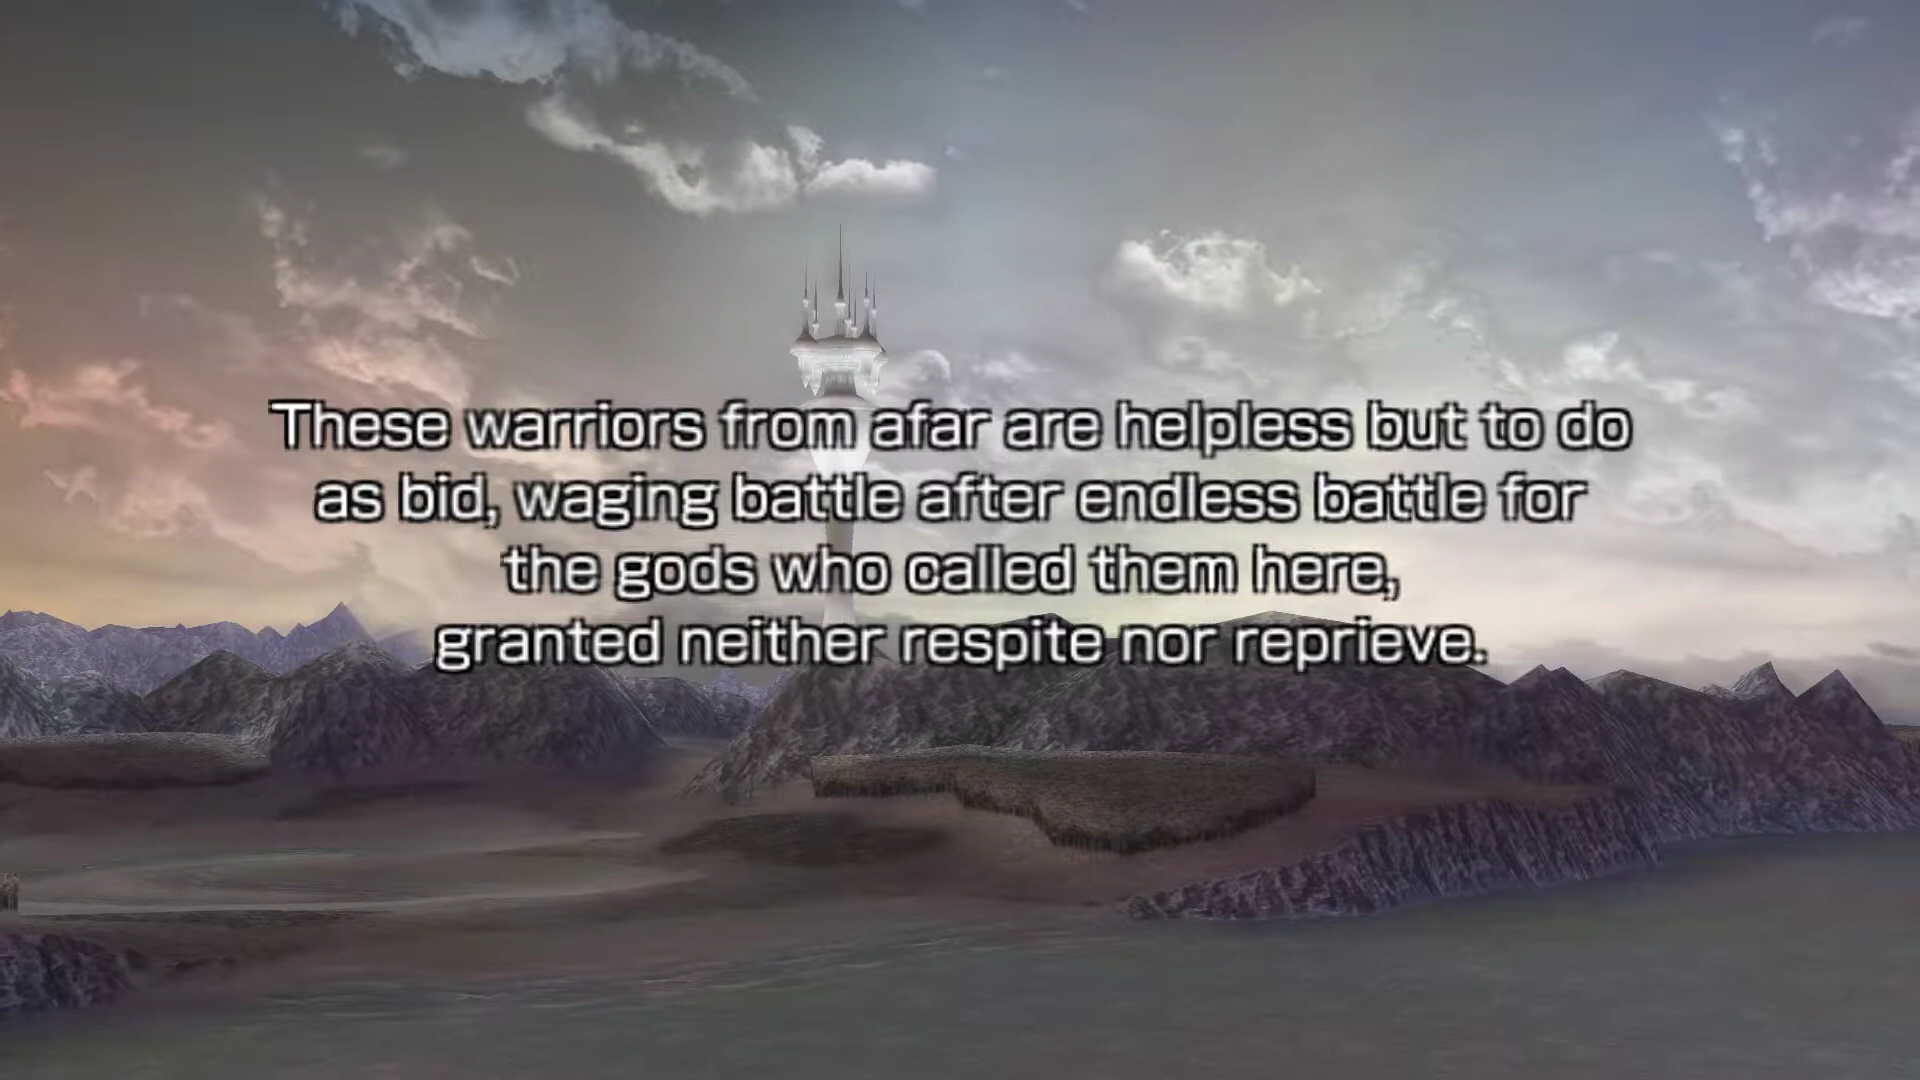 These warriors from afar are helpless but to do
as bid, waging battle after endless battle for
the gods who called them here,
granted neither respite nor reprieve.